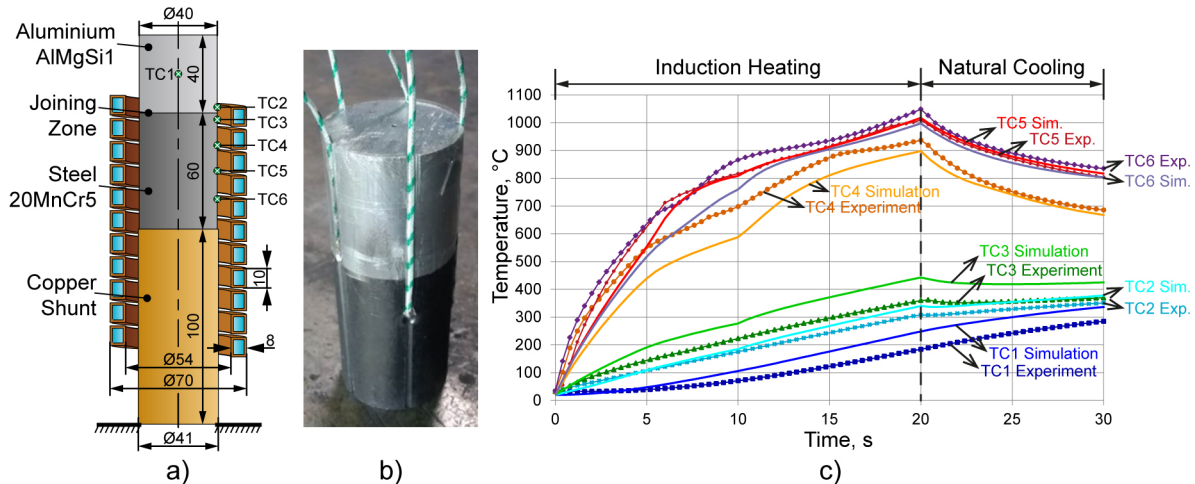 Ø40
Aluminium
AlMgSi1
TC1
40
Joining
Zone
TC2
TC3
TC4
60
Steel
20MnCr5
TC5
TC6
Copper
Shunt
10
100
8
Ø54
Ø70
Ø41
a)
b)
Induction Heating
Natural Cooling
Temperature, °C
1100
1000
900
800
700
600
500
400
300
200
100
0
TC5 Sim.
TC5 Exp.
TC6 Exp.
TC6 Sim.
TC4 Simulation
TC4 Experiment
TC3 Simulation
TC3 Experiment
TC2 Sim.
TC2 Exp.
TC1 Simulation
TC1 Experiment
0
5
10
15
20
25
30
Time, s
c)